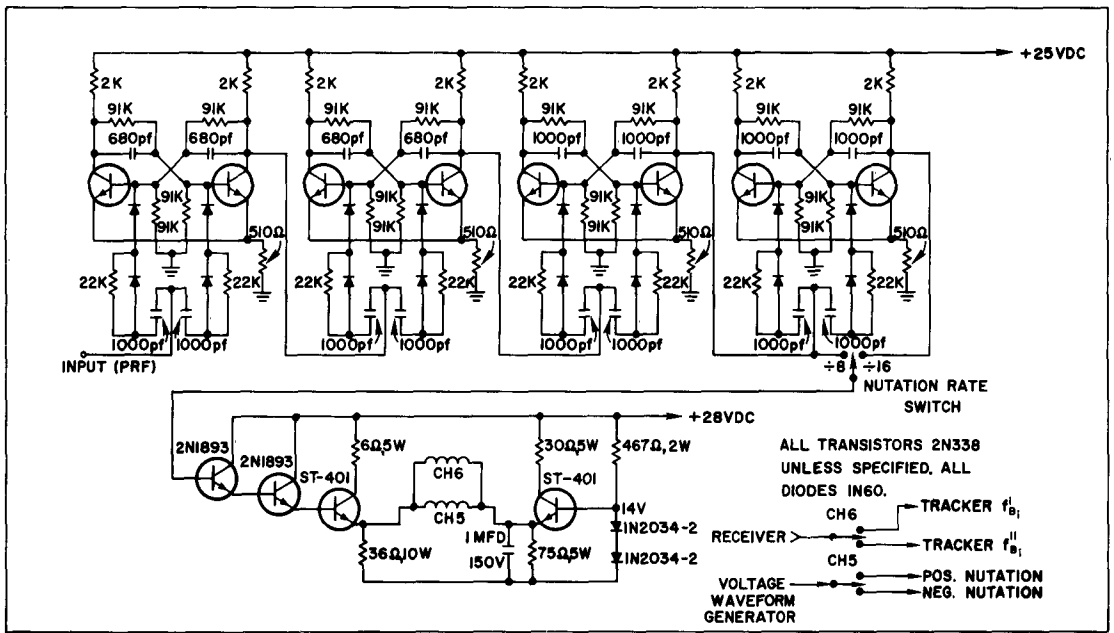 +25VDC
2K 2K 2K 2K 2K 2K 2K 2K
91K 91K 91K 91K 91K 91K 91K 91K
680pf 680pf 680pf 680pf 1000pf 1000pf 1000pf 1000pf
91K 91K 91K 91K
91K 91K 91K 91K
510Ω 510Ω 510Ω 510Ω
22K 22K 22K 22K 22K 22K 22K 22K
1000pf 1000pf 1000pf 1000pf 1000pf 1000pf 1000pf 1000pf
INPUT (PRF)
÷8 ÷16
NUTATION RATE
SWITCH
+28VDC
2N1893
2N1893
ST-401
6Ω,5W
CH6
CH5
30Ω,5W
467Ω,2W
ST-401
14V
1N2034-2
1N2034-2
36Ω,10W
1MFD
150V
75Ω,5W
ALL TRANSISTORS 2N338
UNLESS SPECIFIED. ALL
DIODES IN60.
CH6
RECEIVER
TRACKER f'Bi
TRACKER f"Bi
CH5
VOLTAGE
WAVEFORM
GENERATOR
POS. NUTATION
NEG. NUTATION